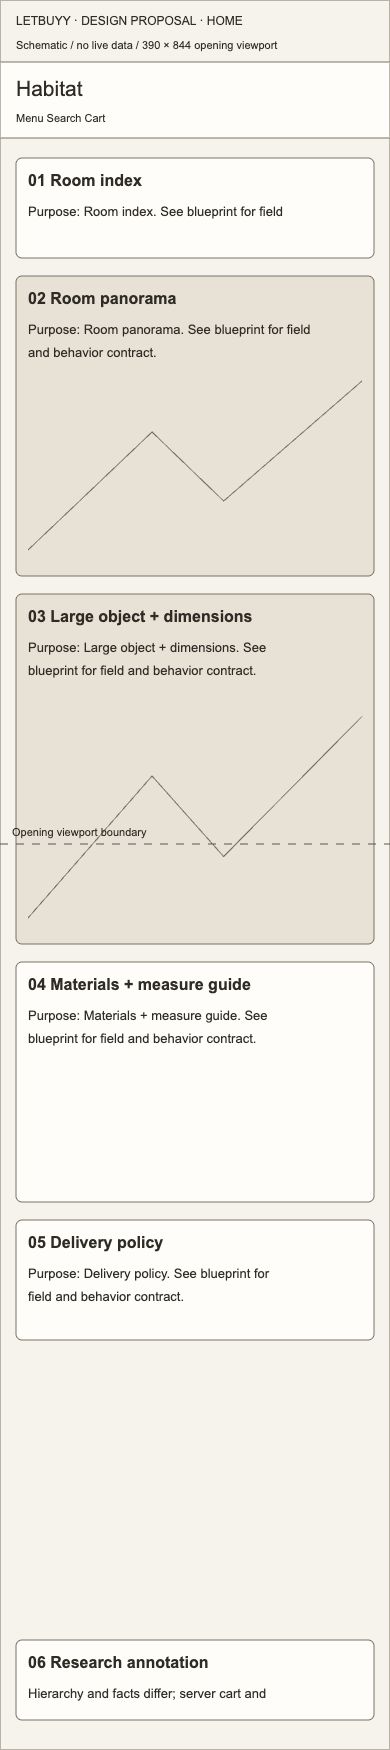 LETBUYY · DESIGN PROPOSAL · HOME
Schematic / no live data / 390 × 844 opening viewport
Habitat
Menu Search Cart
01 Room index
Purpose: Room index. See blueprint for field
02 Room panorama
Purpose: Room panorama. See blueprint for field
and behavior contract.
03 Large object + dimensions
Purpose: Large object + dimensions. See
blueprint for field and behavior contract.
Opening viewport boundary
04 Materials + measure guide
Purpose: Materials + measure guide. See
blueprint for field and behavior contract.
05 Delivery policy
Purpose: Delivery policy. See blueprint for
field and behavior contract.
06 Research annotation
Hierarchy and facts differ; server cart and